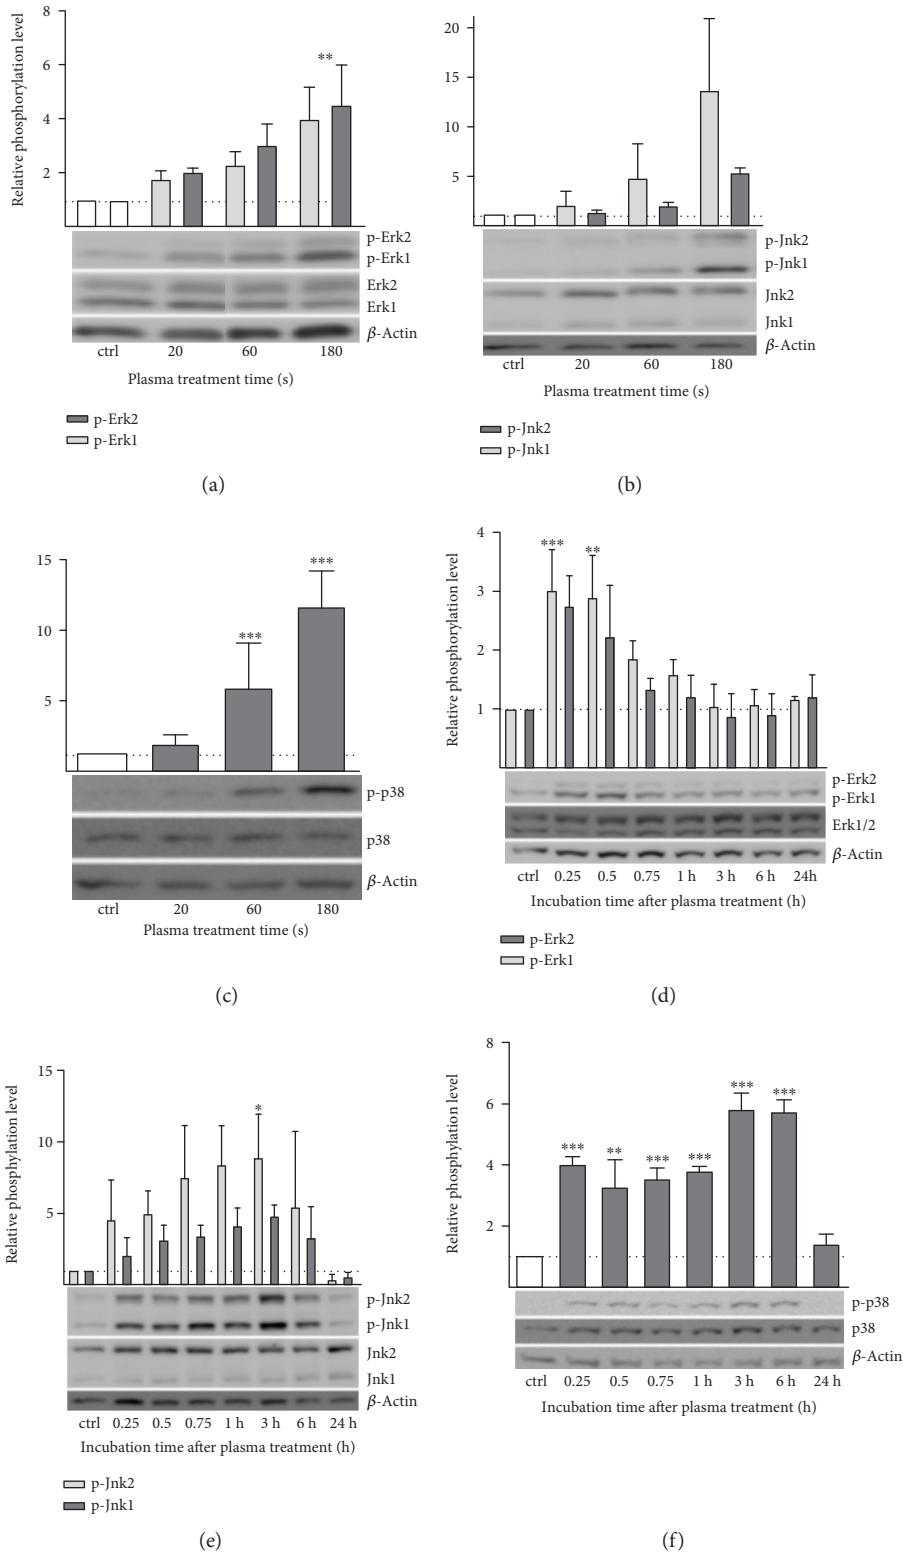 Relative phosphorylation level
8
6
4
2
**
p-Erk2
p-Erk1
Erk2
Erk1
β-Actin
ctrl 20 60 180
Plasma treatment time (s)
p-Erk2
p-Erk1
(a)
20
15
10
5
p-Jnk2
p-Jnk1
Jnk2
Jnk1
β-Actin
ctrl 20 60 180
Plasma treatment time (s)
p-Jnk2
p-Jnk1
(b)
15
10
5
***
***
p-p38
p38
β-Actin
ctrl 20 60 180
Plasma treatment time (s)
(c)
Relative phosphorylation level
4
3
2
1
*** **
p-Erk2
p-Erk1
Erk1/2
β-Actin
ctrl 0.25 0.5 0.75 1 h 3 h 6 h 24h
Incubation time after plasma treatment (h)
p-Erk2
p-Erk1
(d)
Relative phosphylation level
15
10
5
*
p-Jnk2
p-Jnk1
Jnk2
Jnk1
β-Actin
ctrl 0.25 0.5 0.75 1 h 3 h 6 h 24 h
Incubation time after plasma treatment (h)
p-Jnk2
p-Jnk1
(e)
Relative phosphorylation level
8
6
4
2
*** ** *** *** *** ***
p-p38
p38
β-Actin
ctrl 0.25 0.5 0.75 1 h 3 h 6 h 24 h
Incubation time after plasma treatment (h)
(f)